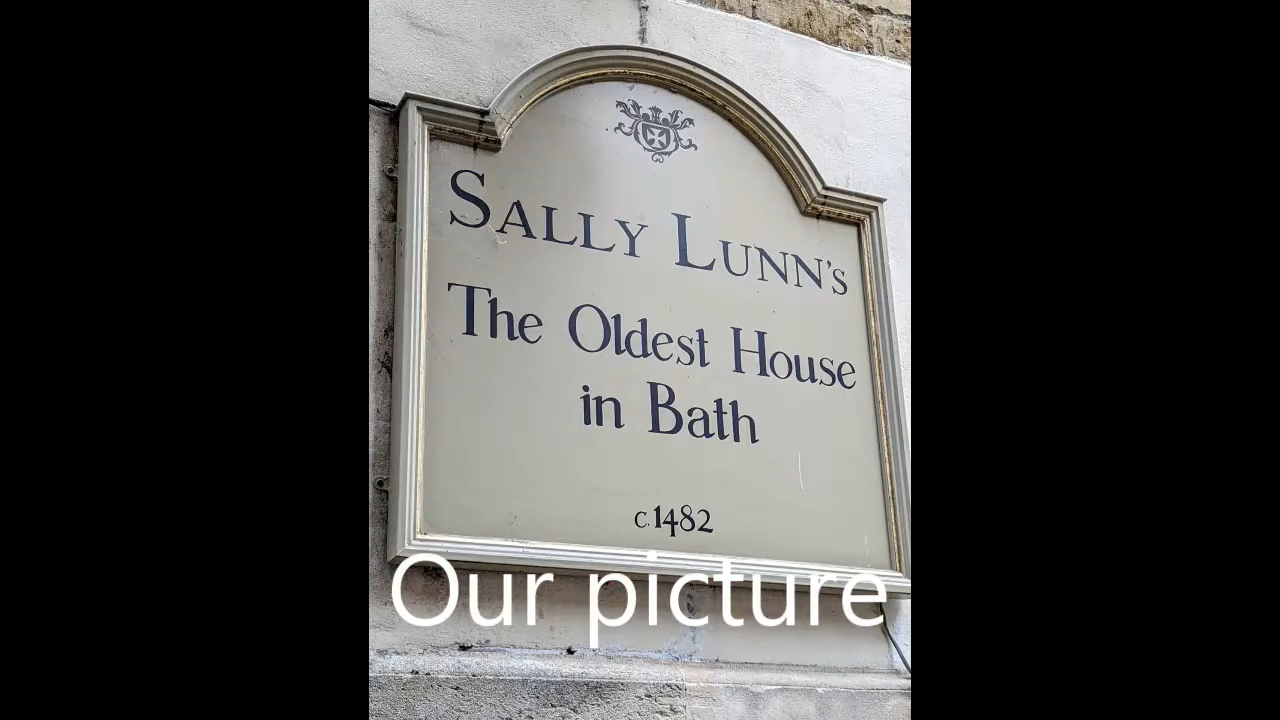 SALLY LUNN'S
The Oldest House
in Bath
c.1482
Our picture